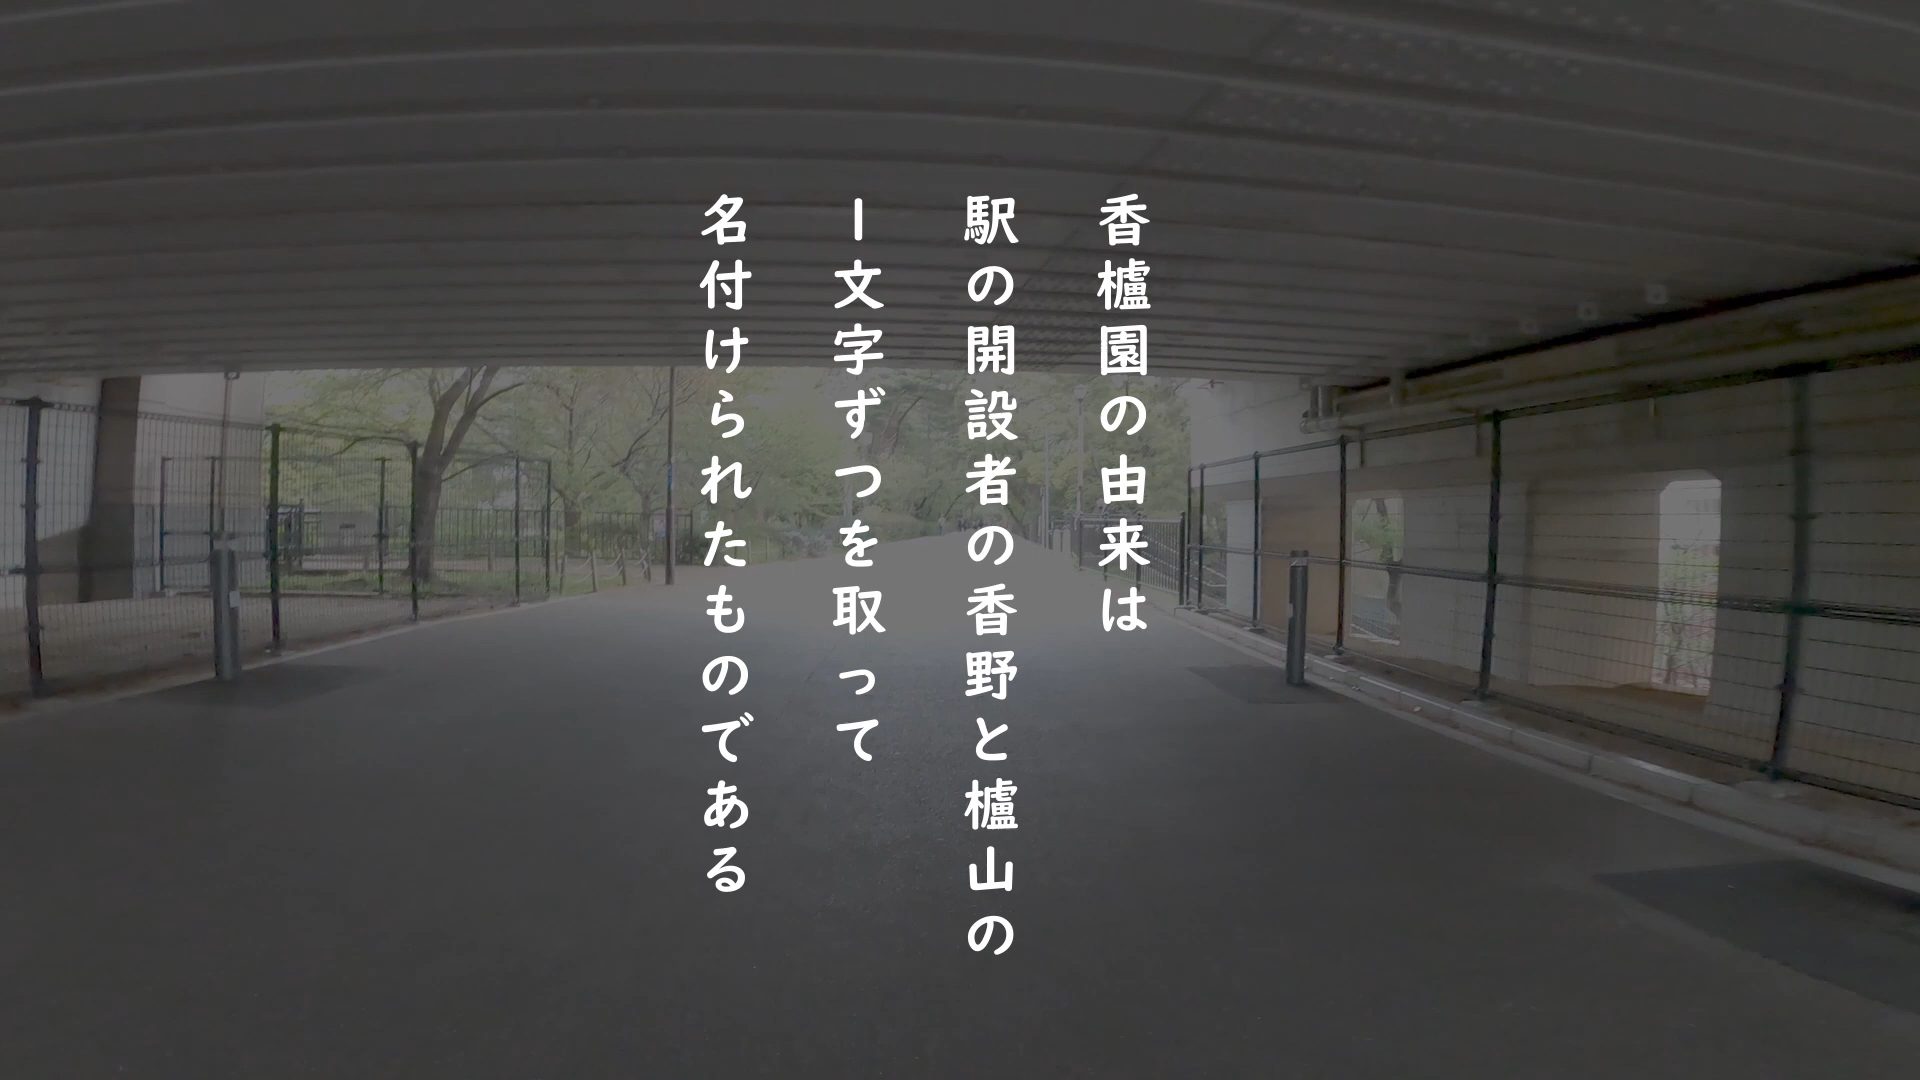 香櫨園の由来は
駅の開設者の香野と櫨山の
一文字ずつを取って
名付けられたものである